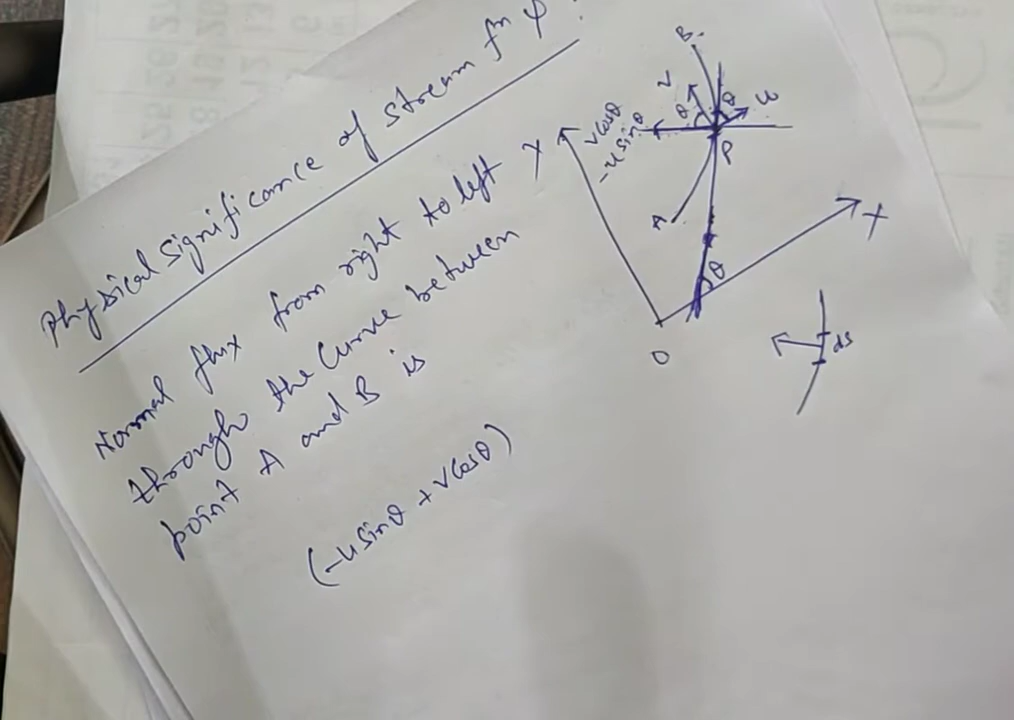 Physical Significance of stream fn ψ :
Normal flux from right to left
through the curve between
point A and B is
(-u sinθ + v cosθ)
Y
v cosθ
-u sinθ
B
v
θ
θ
u
P
A
θ
X
O
ds